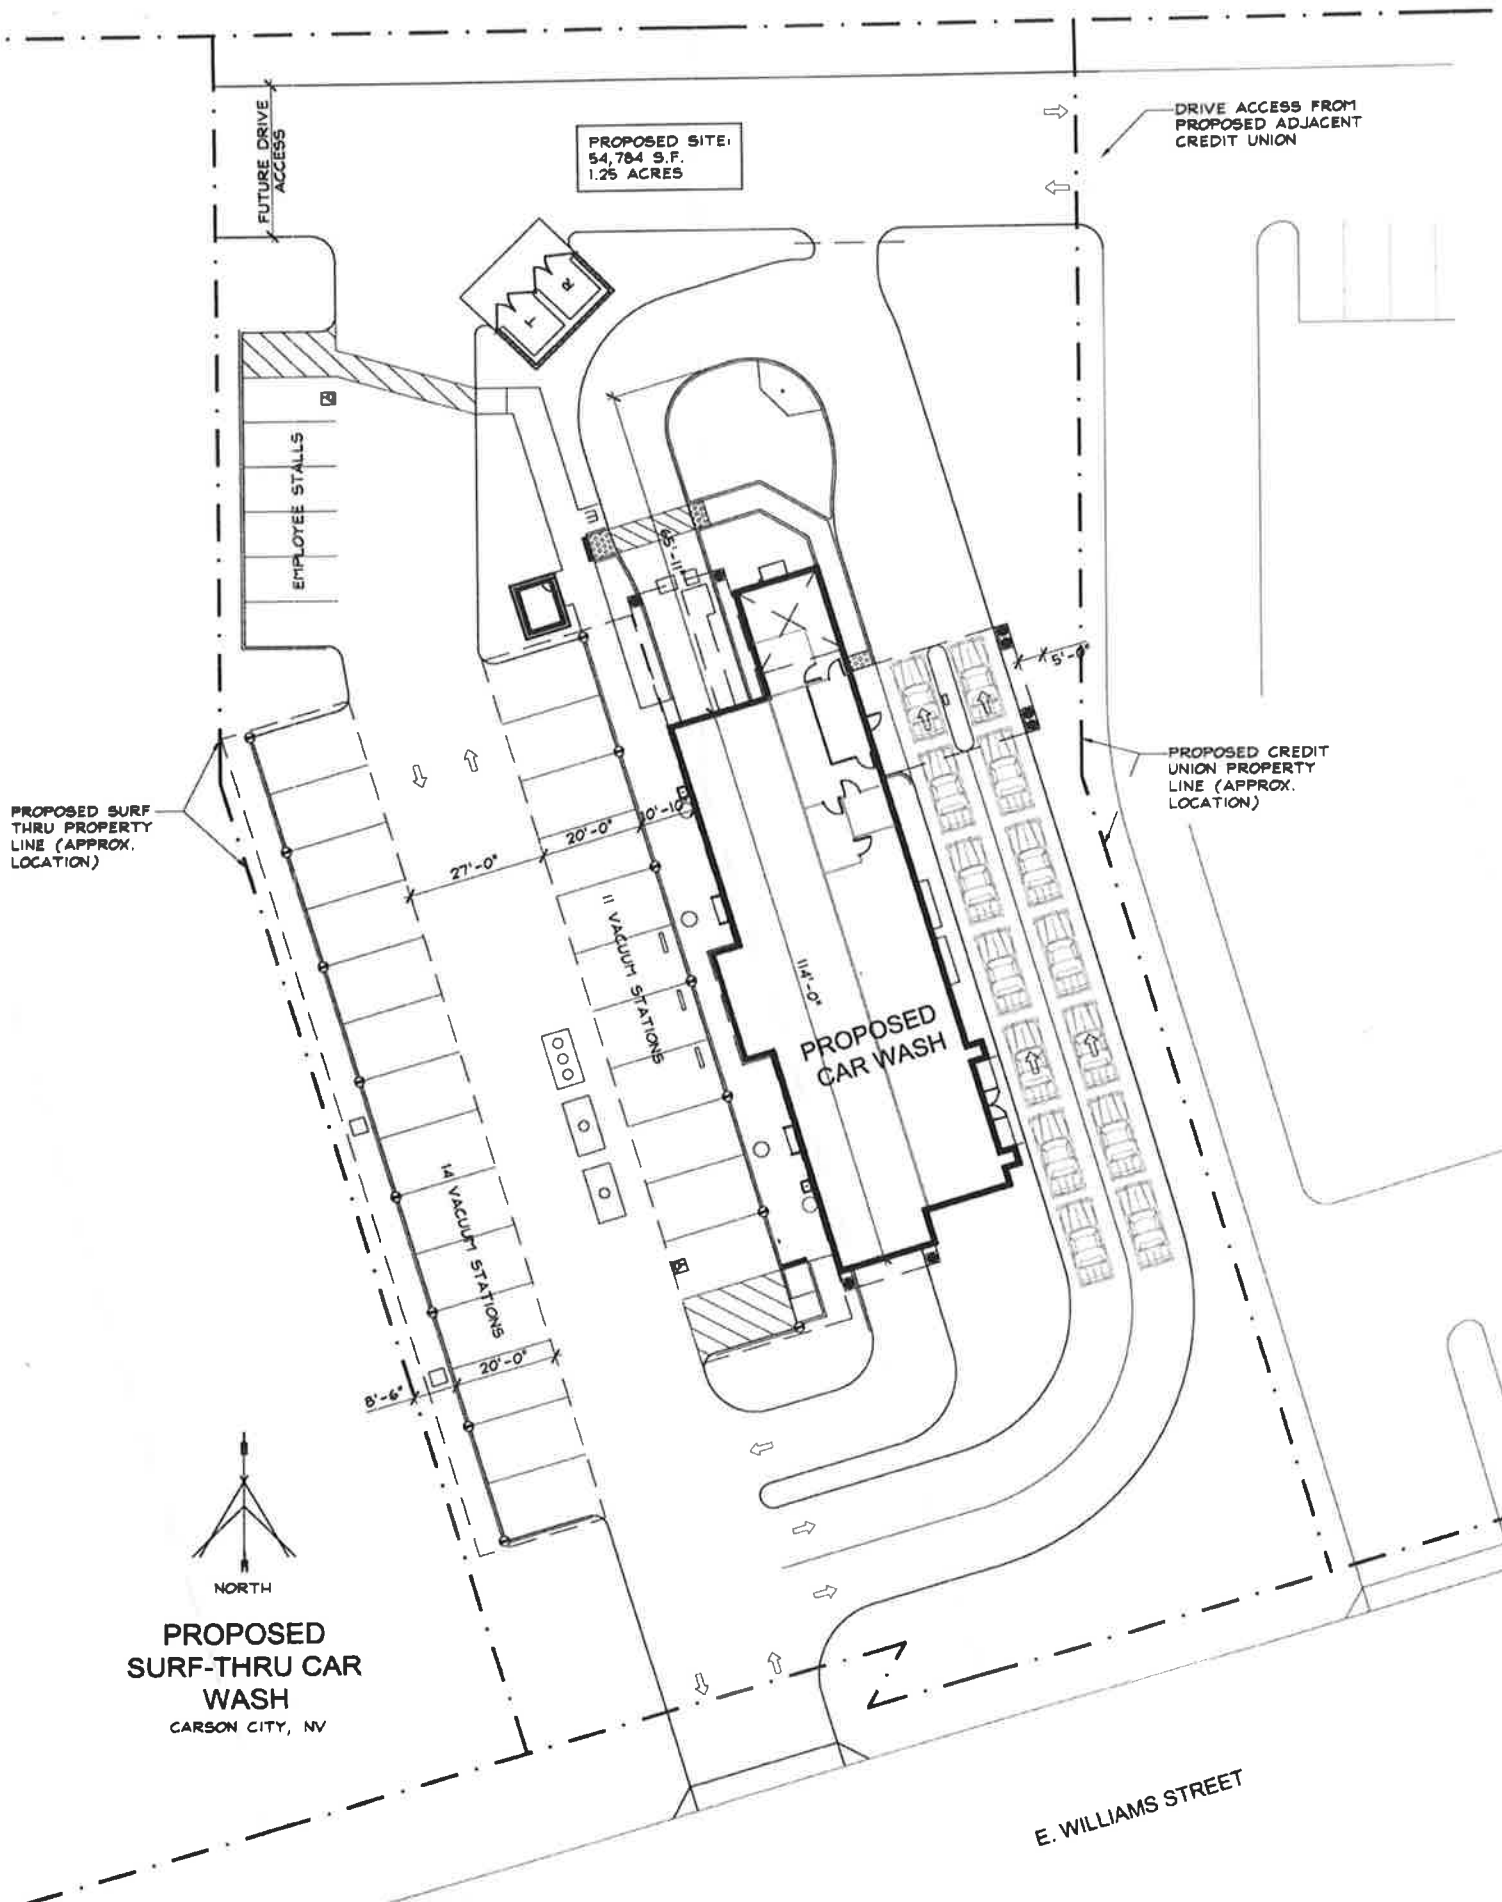 FUTURE DRIVE
ACCESS
PROPOSED SITE:
54,784 S.F.
1.25 ACRES
DRIVE ACCESS FROM
PROPOSED ADJACENT
CREDIT UNION
T
R
EMPLOYEE STALLS
65'-11"
5'-0"
PROPOSED CREDIT
UNION PROPERTY
LINE (APPROX.
LOCATION)
PROPOSED SURF
THRU PROPERTY
LINE (APPROX.
LOCATION)
27'-0"
20'-0"
10'-10"
11 VACUUM STATIONS
114'-0"
PROPOSED
CAR WASH
14 VACUUM STATIONS
20'-0"
8'-6"
NORTH
PROPOSED
SURF-THRU CAR
WASH
CARSON CITY, NV
E. WILLIAMS STREET